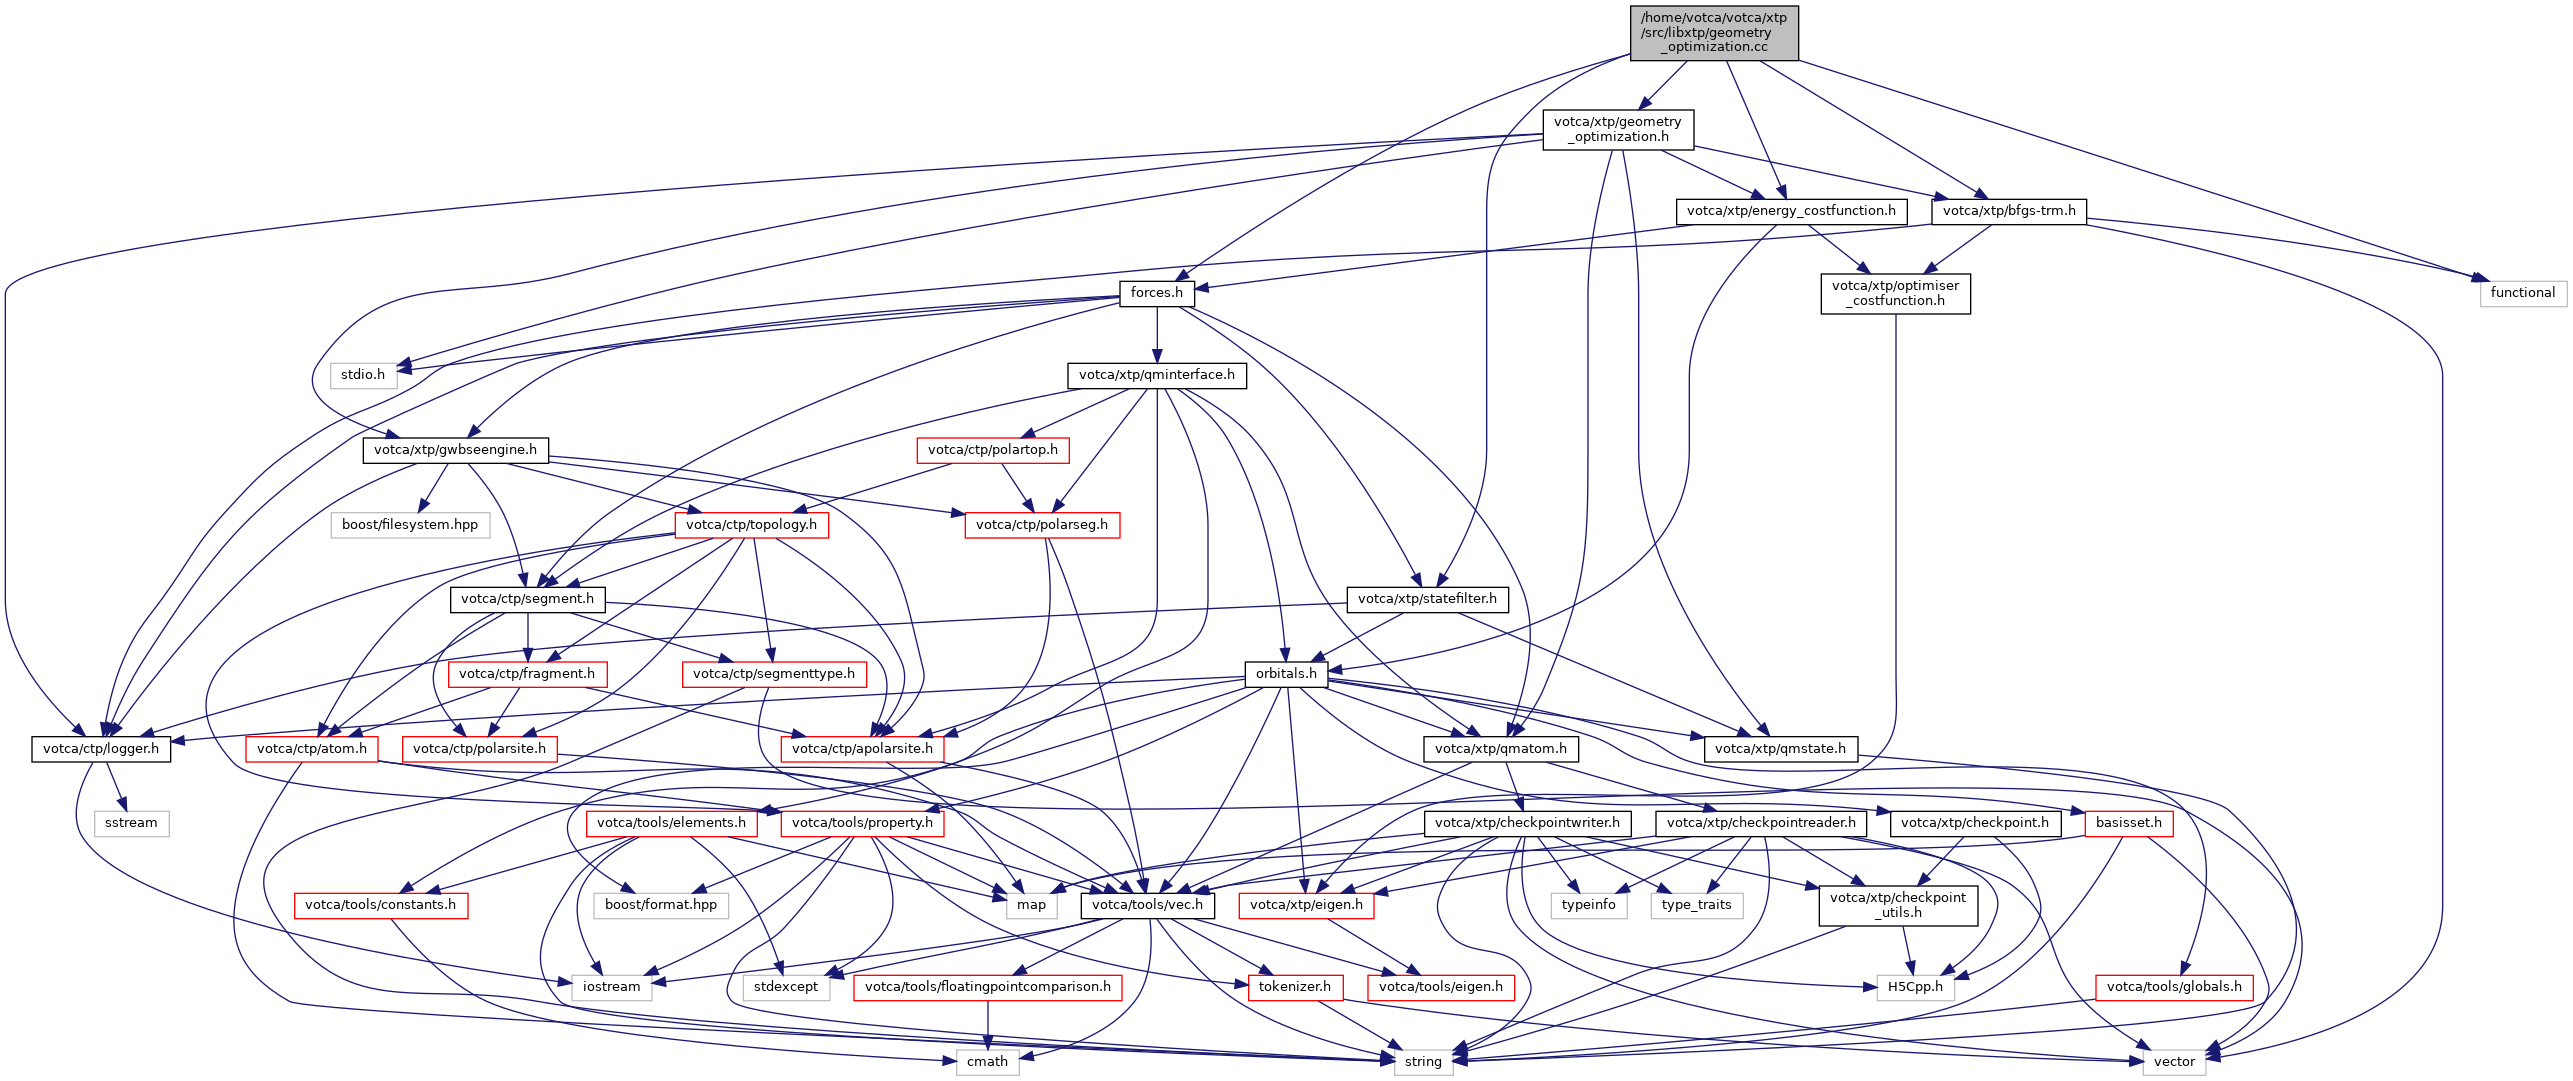 /home/votca/votca/xtp
/src/libxtp/geometry
_optimization.cc
votca/xtp/geometry
_optimization.h
votca/xtp/energy_costfunction.h
votca/xtp/bfgs-trm.h
forces.h
votca/xtp/optimiser
_costfunction.h
functional
stdio.h
votca/xtp/qminterface.h
votca/xtp/gwbseengine.h
votca/ctp/polartop.h
boost/filesystem.hpp
votca/ctp/topology.h
votca/ctp/polarseg.h
votca/ctp/segment.h
votca/xtp/statefilter.h
votca/ctp/fragment.h
votca/ctp/segmenttype.h
orbitals.h
votca/ctp/logger.h
votca/ctp/atom.h
votca/ctp/polarsite.h
votca/ctp/apolarsite.h
votca/xtp/qmatom.h
votca/xtp/qmstate.h
sstream
votca/tools/elements.h
votca/tools/property.h
votca/xtp/checkpointwriter.h
votca/xtp/checkpointreader.h
votca/xtp/checkpoint.h
basisset.h
votca/tools/constants.h
boost/format.hpp
map
votca/tools/vec.h
votca/xtp/eigen.h
typeinfo
type_traits
votca/xtp/checkpoint
_utils.h
iostream
stdexcept
votca/tools/floatingpointcomparison.h
tokenizer.h
votca/tools/eigen.h
H5Cpp.h
votca/tools/globals.h
cmath
string
vector